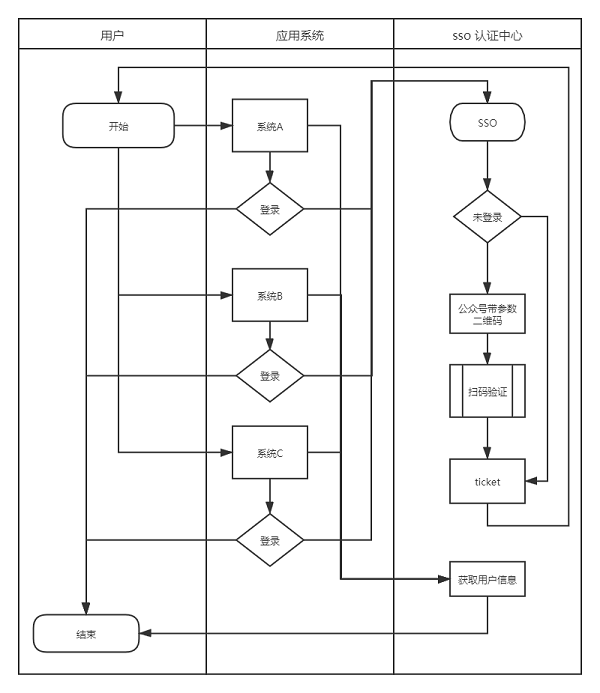 用户
应用系统
sso 认证中心
开始
系统A
SSO
登录
未登录
系统B
公众号带参数
二维码
登录
扫码验证
系统C
ticket
登录
获取用户信息
结束